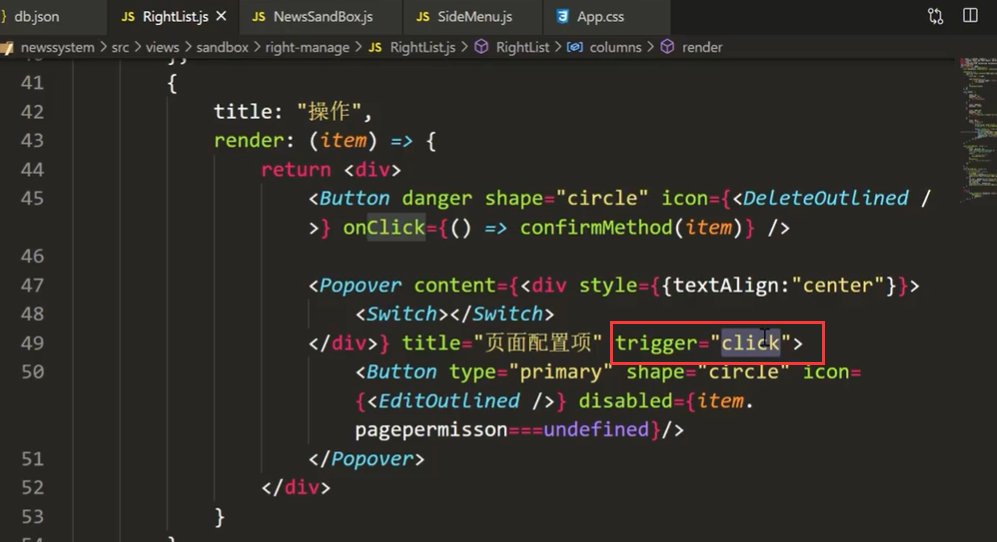 db.json
JS RightList.js
JS NewsSandBox.js
JS SideMenu.js
App.css
newssystem > src > views > sandbox > right-manage > JS RightList.js > RightList > columns > render
41 {
42 title: "操作",
43 render: (item) => {
44 return <div>
45 <Button danger shape="circle" icon={<DeleteOutlined /
>} onClick={() => confirmMethod(item)} />
46
47 <Popover content={<div style={{textAlign:"center"}}>
48 <Switch></Switch>
49 </div>} title="页面配置项" trigger="click">
50 <Button type="primary" shape="circle" icon=
{<EditOutlined />} disabled={item.
pagepermisson===undefined}/>
51 </Popover>
52 </div>
53 }